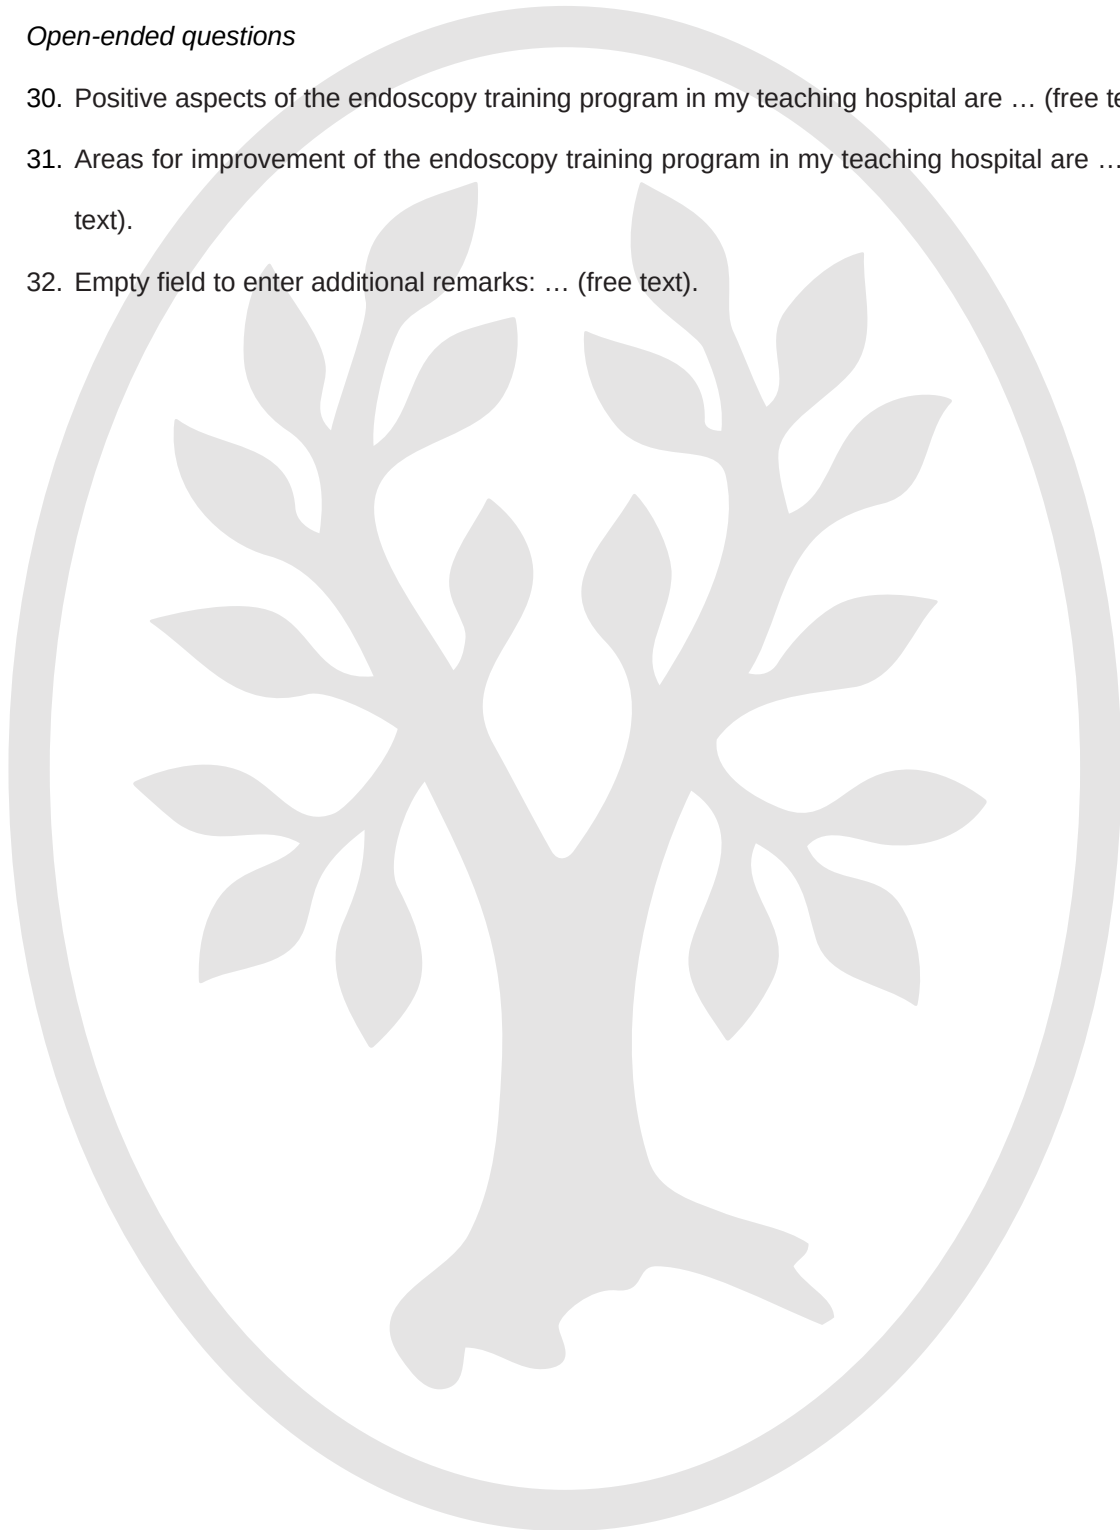 Open-ended questions
30. Positive aspects of the endoscopy training program in my teaching hospital are … (free
31. Areas for improvement of the endoscopy training program in my teaching hospital are …
text).
32. Empty field to enter additional remarks: … (free text).